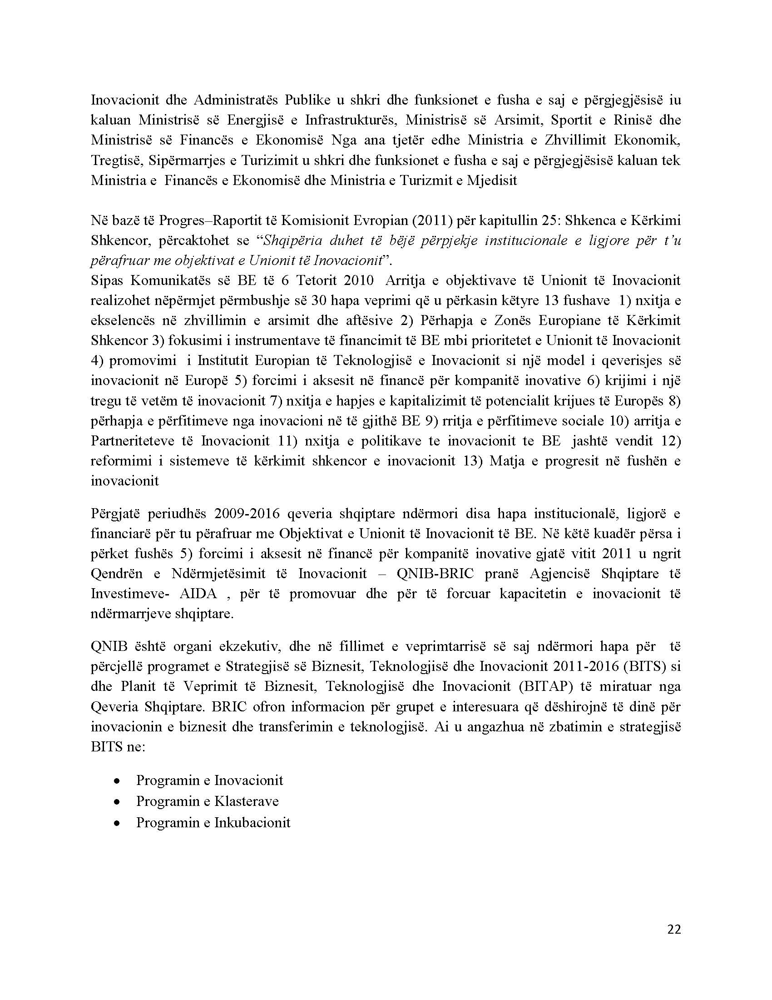 Inovacionit dhe Administratës Publike u shkri dhe funksionet e fusha e saj e përgjegjësisë iu
kaluan Ministrisë së Energjisë e Infrastrukturës, Ministrisë së Arsimit, Sportit e Rinisë dhe
Ministrisë së Financës e Ekonomisë Nga ana tjetër edhe Ministria e Zhvillimit Ekonomik,
Tregtisë, Sipërmarrjes e Turizimit u shkri dhe funksionet e fusha e saj e përgjegjësisë kaluan tek
Ministria e  Financës e Ekonomisë dhe Ministria e Turizmit e Mjedisit
Në bazë të Progres–Raportit të Komisionit Evropian (2011) për kapitullin 25: Shkenca e Kërkimi
Shkencor, përcaktohet se “Shqipëria duhet të bëjë përpjekje institucionale e ligjore për t’u
përafruar me objektivat e Unionit të Inovacionit”.
Sipas Komunikatës së BE të 6 Tetorit 2010  Arritja e objektivave të Unionit të Inovacionit
realizohet nëpërmjet përmbushje së 30 hapa veprimi që u përkasin këtyre 13 fushave  1) nxitja e
ekselencës në zhvillimin e arsimit dhe aftësive 2) Përhapja e Zonës Europiane të Kërkimit
Shkencor 3) fokusimi i instrumentave të financimit të BE mbi prioritetet e Unionit të Inovacionit
4) promovimi  i Institutit Europian të Teknologjisë e Inovacionit si një model i qeverisjes së
inovacionit në Europë 5) forcimi i aksesit në financë për kompanitë inovative 6) krijimi i një
tregu të vetëm të inovacionit 7) nxitja e hapjes e kapitalizimit të potencialit krijues të Europës 8)
përhapja e përfitimeve nga inovacioni në të gjithë BE 9) rritja e përfitimeve sociale 10) arritja e
Partneriteteve të Inovacionit 11) nxitja e politikave te inovacionit te BE  jashtë vendit 12)
reformimi i sistemeve të kërkimit shkencor e inovacionit 13) Matja e progresit në fushën e
inovacionit
Përgjatë periudhës 2009-2016 qeveria shqiptare ndërmori disa hapa institucionalë, ligjorë e
financiarë për tu përafruar me Objektivat e Unionit të Inovacionit të BE. Në këtë kuadër përsa i
përket fushës 5) forcimi i aksesit në financë për kompanitë inovative gjatë vitit 2011 u ngrit
Qendrën e Ndërmjetësimit të Inovacionit – QNIB-BRIC pranë Agjencisë Shqiptare të
Investimeve- AIDA , për të promovuar dhe për të forcuar kapacitetin e inovacionit të
ndërmarrjeve shqiptare.
QNIB është organi ekzekutiv, dhe në fillimet e veprimtarrisë së saj ndërmori hapa për  të
përcjellë programet e Strategjisë së Biznesit, Teknologjisë dhe Inovacionit 2011-2016 (BITS) si
dhe Planit të Veprimit të Biznesit, Teknologjisë dhe Inovacionit (BITAP) të miratuar nga
Qeveria Shqiptare. BRIC ofron informacion për grupet e interesuara që dëshirojnë të dinë për
inovacionin e biznesit dhe transferimin e teknologjisë. Ai u angazhua në zbatimin e strategjisë
BITS ne:
• Programin e Inovacionit
• Programin e Klasterave
• Programin e Inkubacionit
22